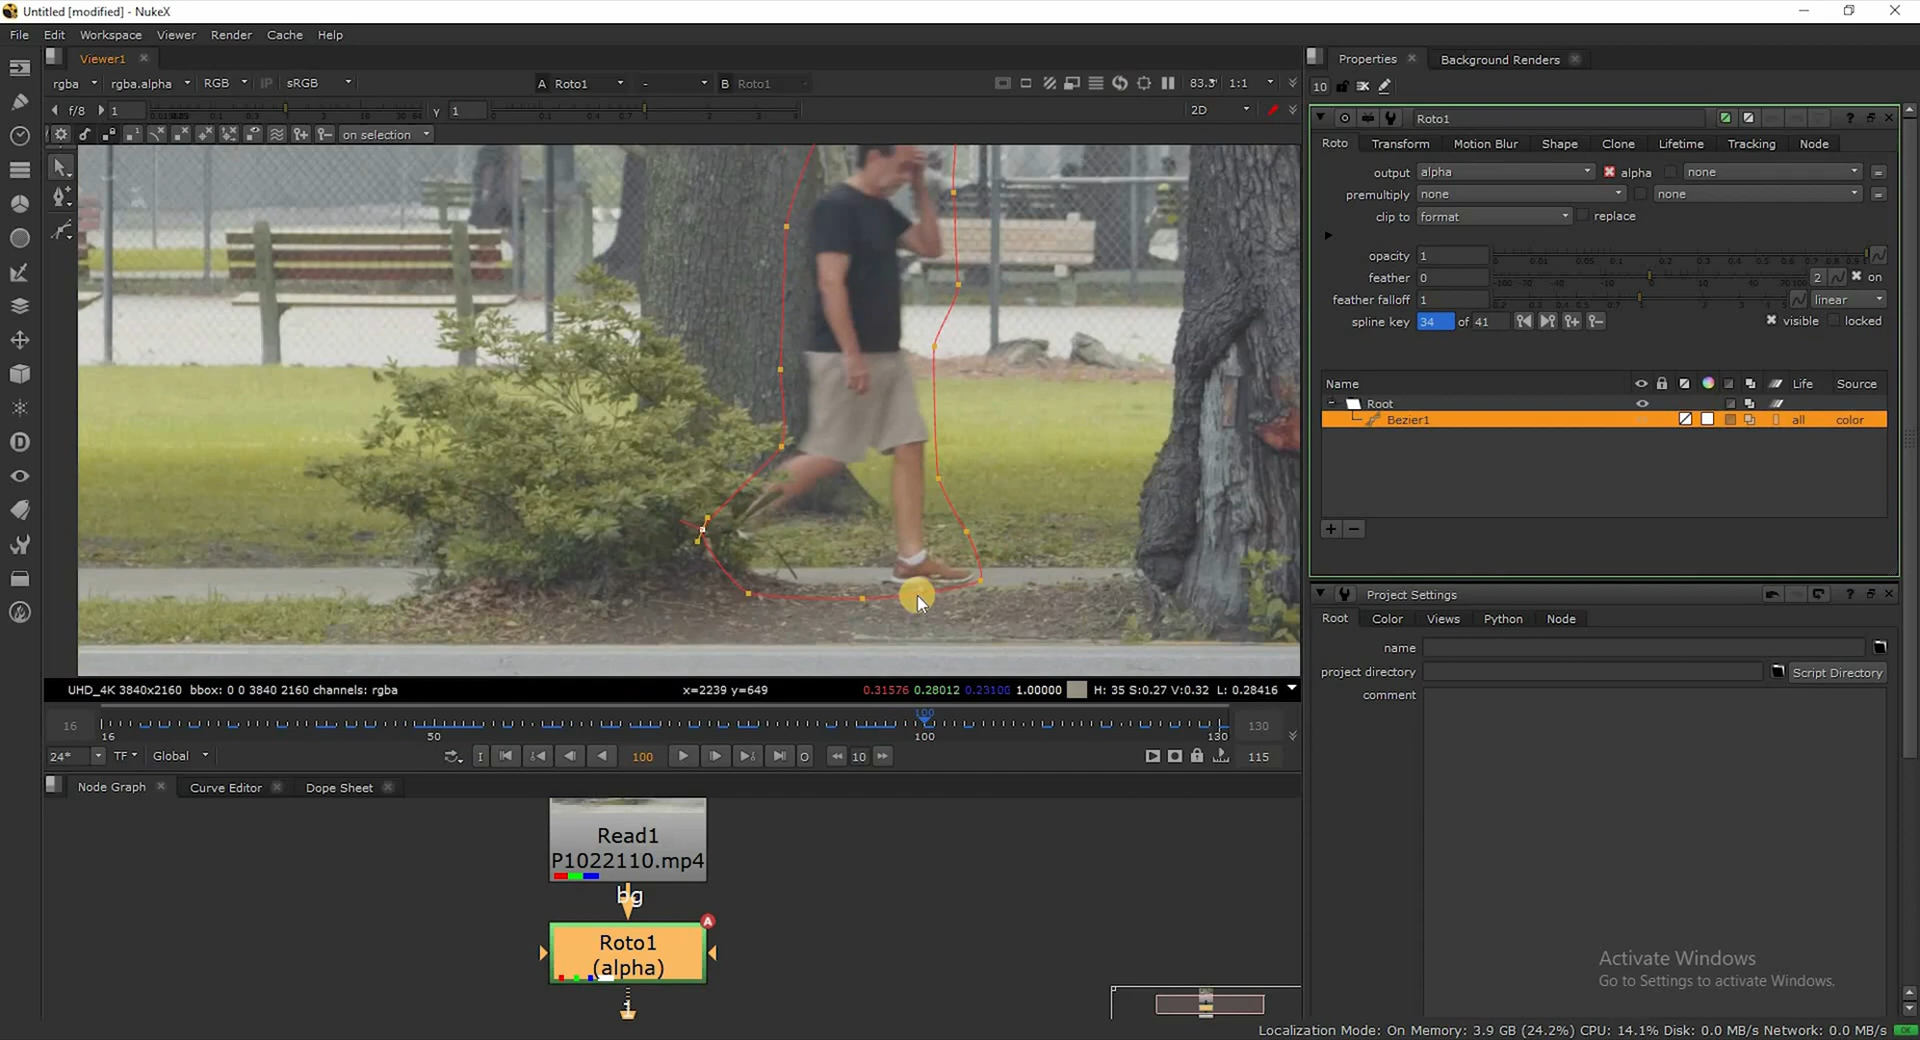 Untitled [modified] - NukeX
File Edit Workspace Viewer Render Cache Help
Viewer1
rgba rgba.alpha RGB IP sRGB A Roto1 - B Roto1 83.3 1:1
f/8 1 y 1 2D
on selection
UHD_4K 3840x2160 bbox: 0 0 3840 2160 channels: rgba x=2239 y=649 0.31576 0.28012 0.23100 1.00000 H: 35 S:0.27 V:0.32 L: 0.28416
16 100 130
16 50 100 130
24* TF Global I 100 O 10 115
Node Graph Curve Editor Dope Sheet
Read1
P1022110.mp4
bg
A
Roto1
(alpha)
Properties Background Renders
10
Roto1
Roto Transform Motion Blur Shape Clone Lifetime Tracking Node
output alpha alpha none
premultiply none none
clip to format replace
opacity 1
feather 0 2 on
feather falloff 1 linear
spline key 34 of 41 visible locked
Name Life Source
Root
Bezier1 all color
Project Settings
Root Color Views Python Node
name
project directory Script Directory
comment
Activate Windows
Go to Settings to activate Windows.
Localization Mode: On Memory: 3.9 GB (24.2%) CPU: 14.1% Disk: 0.0 MB/s Network: 0.0 MB/s